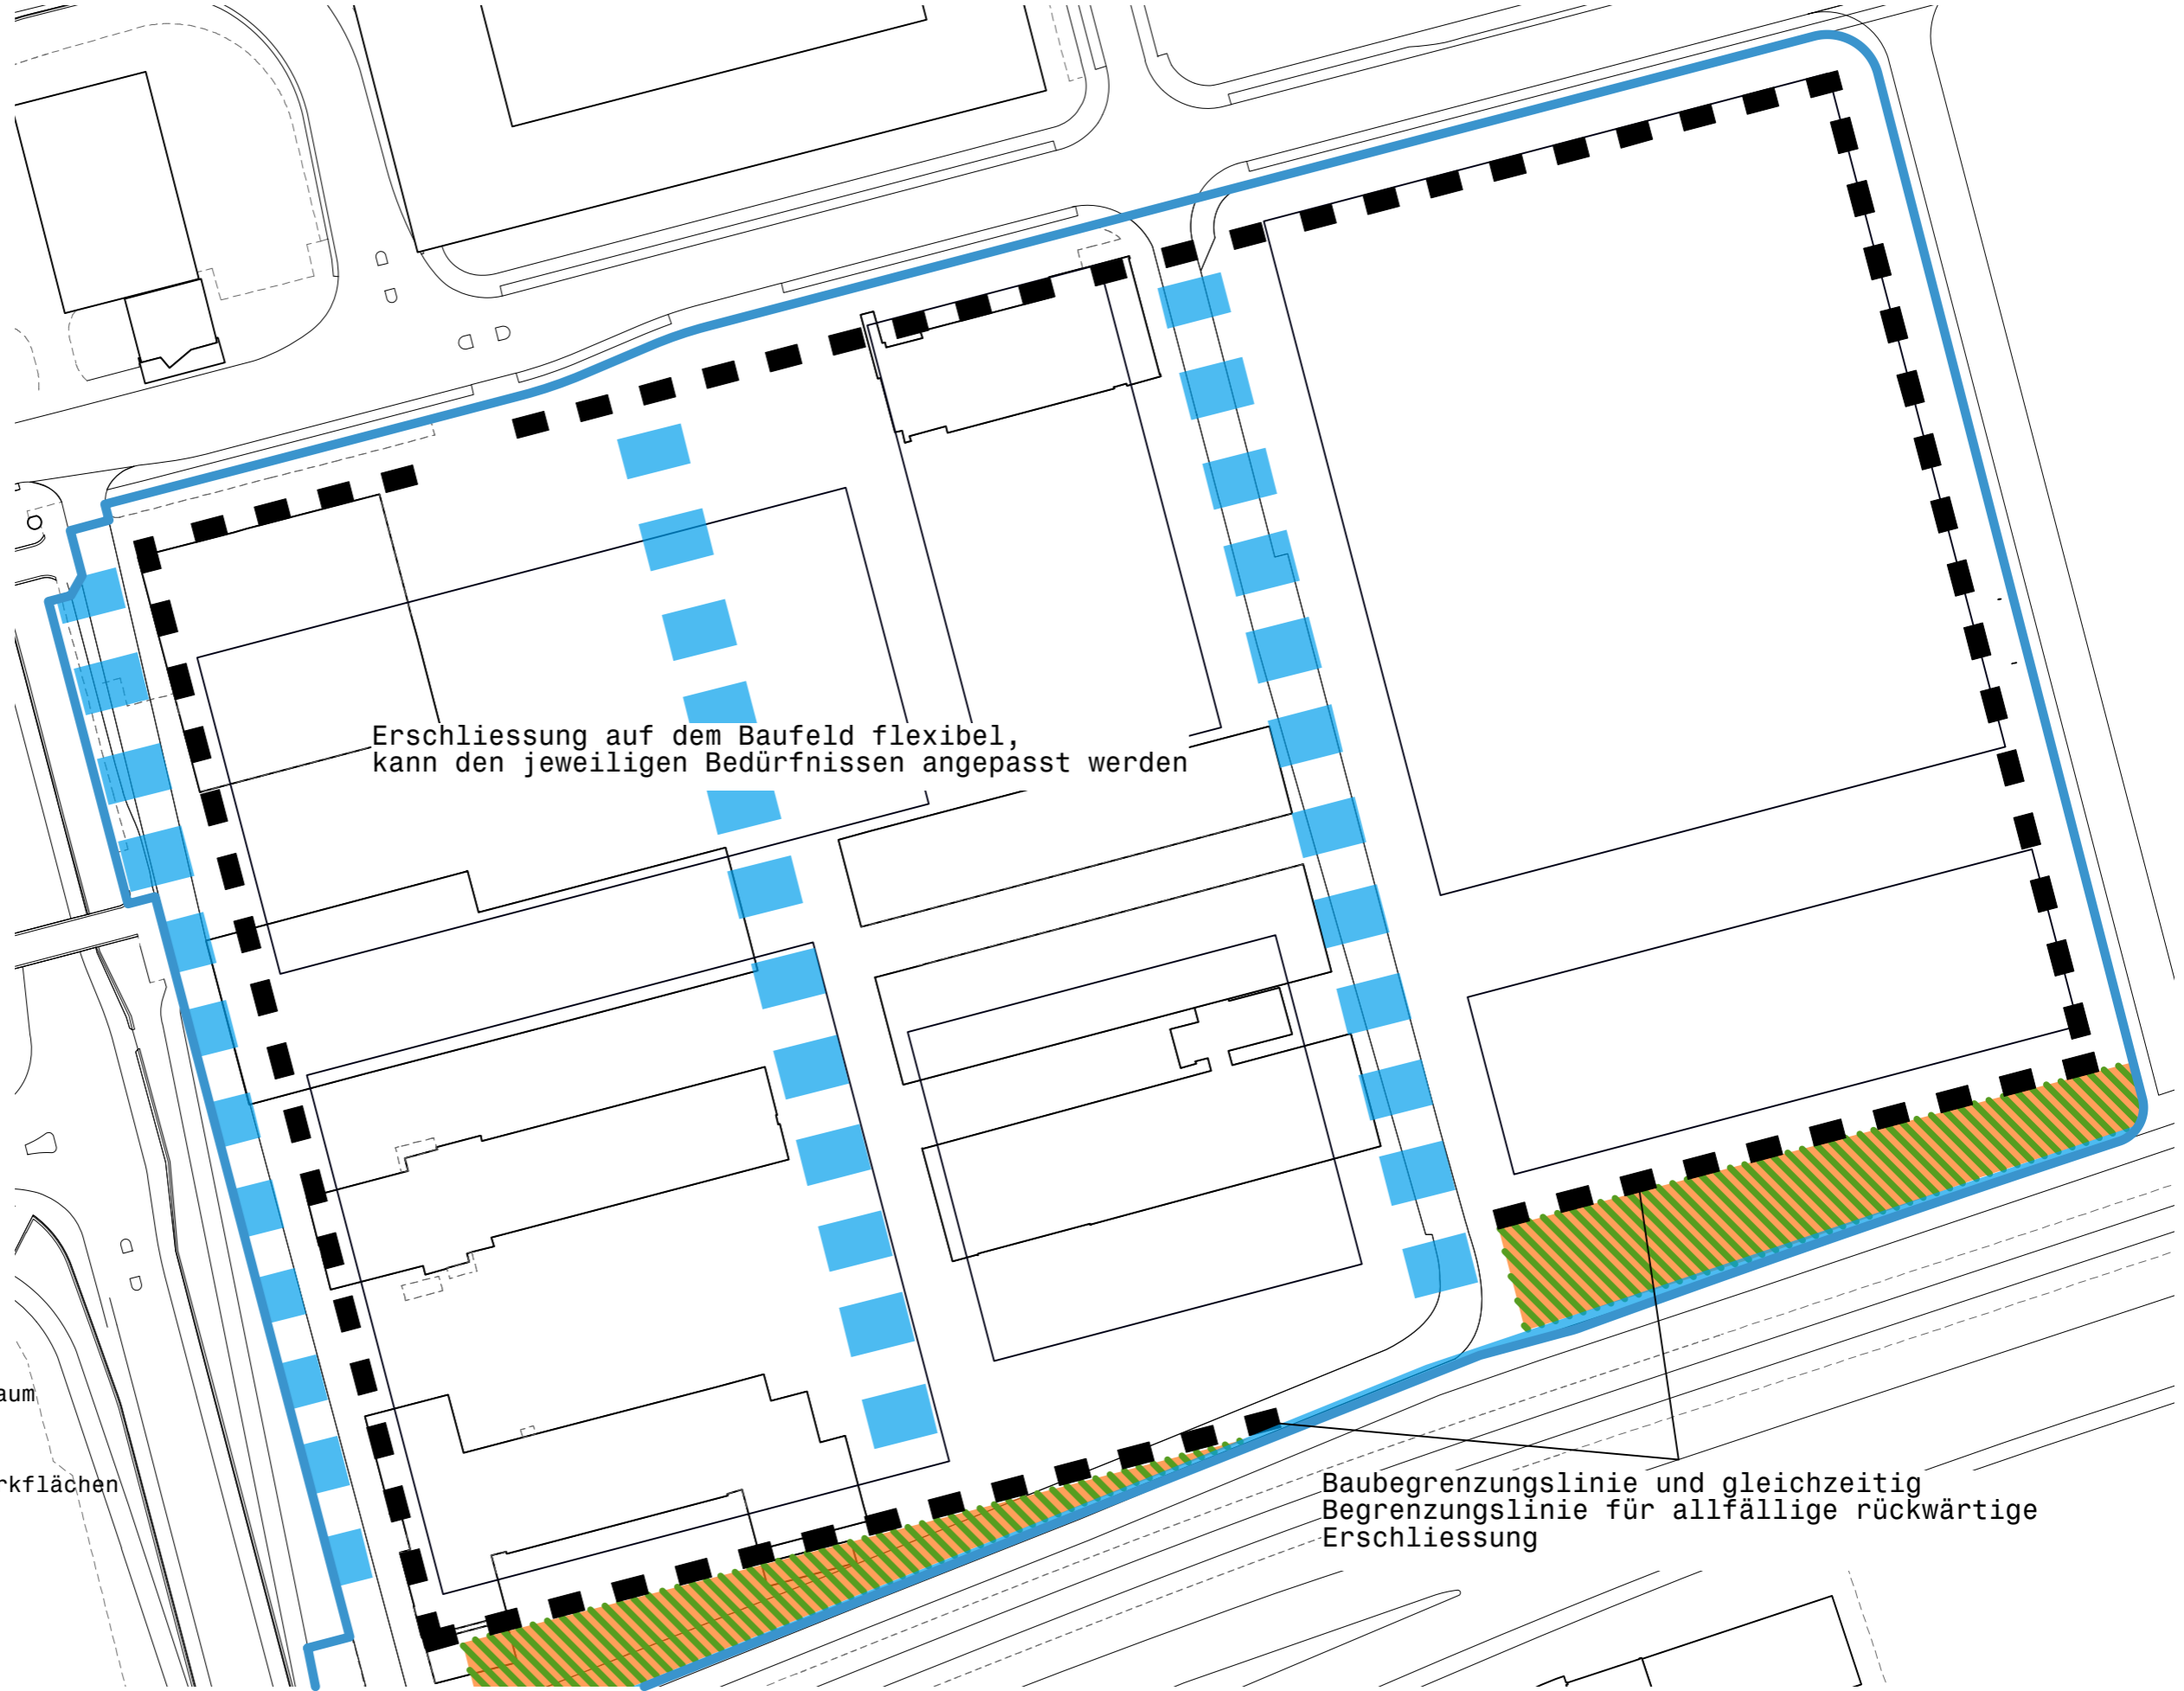 Erschliessung auf dem Baufeld flexibel,
kann den jeweiligen Bedürfnissen angepasst werden
aum
rkflächen
Baubegrenzungslinie und gleichzeitig
Begrenzungslinie für allfällige rückwärtige
Erschliessung